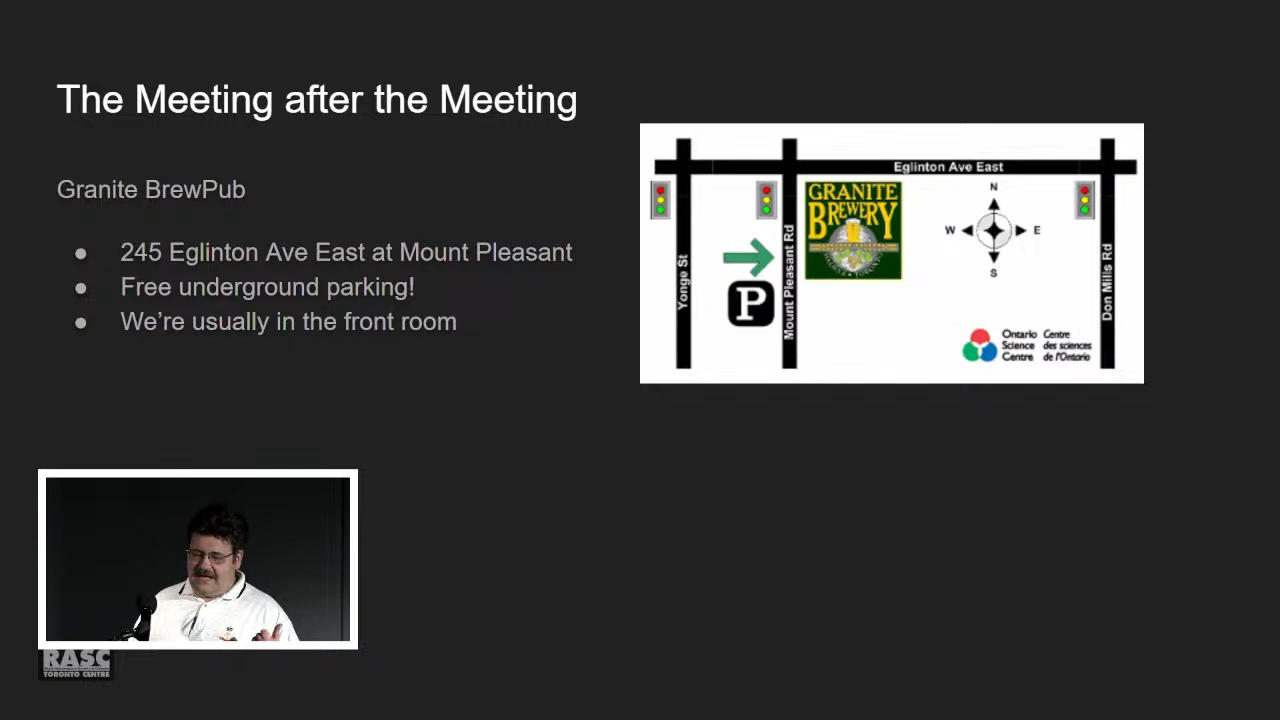 The Meeting after the Meeting
Granite BrewPub
● 245 Eglinton Ave East at Mount Pleasant
● Free underground parking!
● We’re usually in the front room
Eglinton Ave East
GRANITE
BREWERY
N
W E
S
Yonge St
Mount Pleasant Rd
Don Mills Rd
P
Ontario Centre
Science des sciences
Centre de l'Ontario
RASC
TORONTO CENTRE